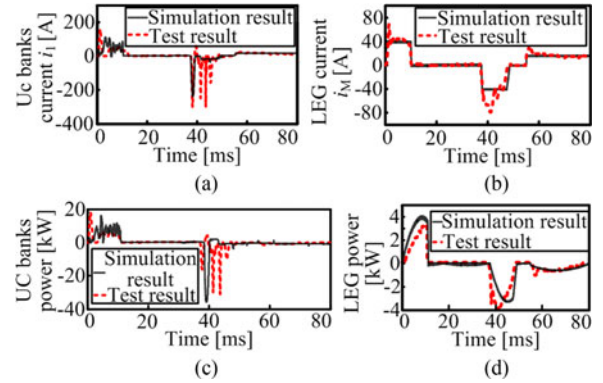 Uc banks current i1 [A]
200
0
-200
-400
Simulation result
Test result
0 20 40 60 80
Time [ms]
(a)
LEG current iM [A]
80
40
0
-40
-80
Simulation result
Test result
0 20 40 60 80
Time [ms]
(b)
UC banks power [kW]
20
0
-20
-40
Simulation
result
Test result
0 20 40 60 80
Time [ms]
(c)
LEG power [kW]
4
2
0
-2
-4
Simulation result
Test result
0 20 40 60 80
Time [ms]
(d)